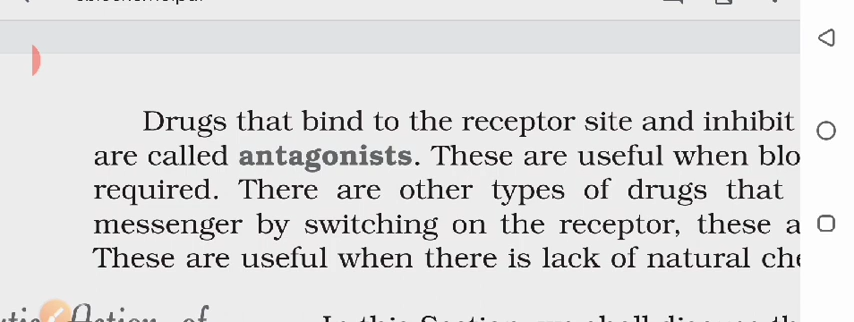 Drugs that bind to the receptor site and inhibit
are called antagonists. These are useful when blo
required. There are other types of drugs that
messenger by switching on the receptor, these a
These are useful when there is lack of natural che
of